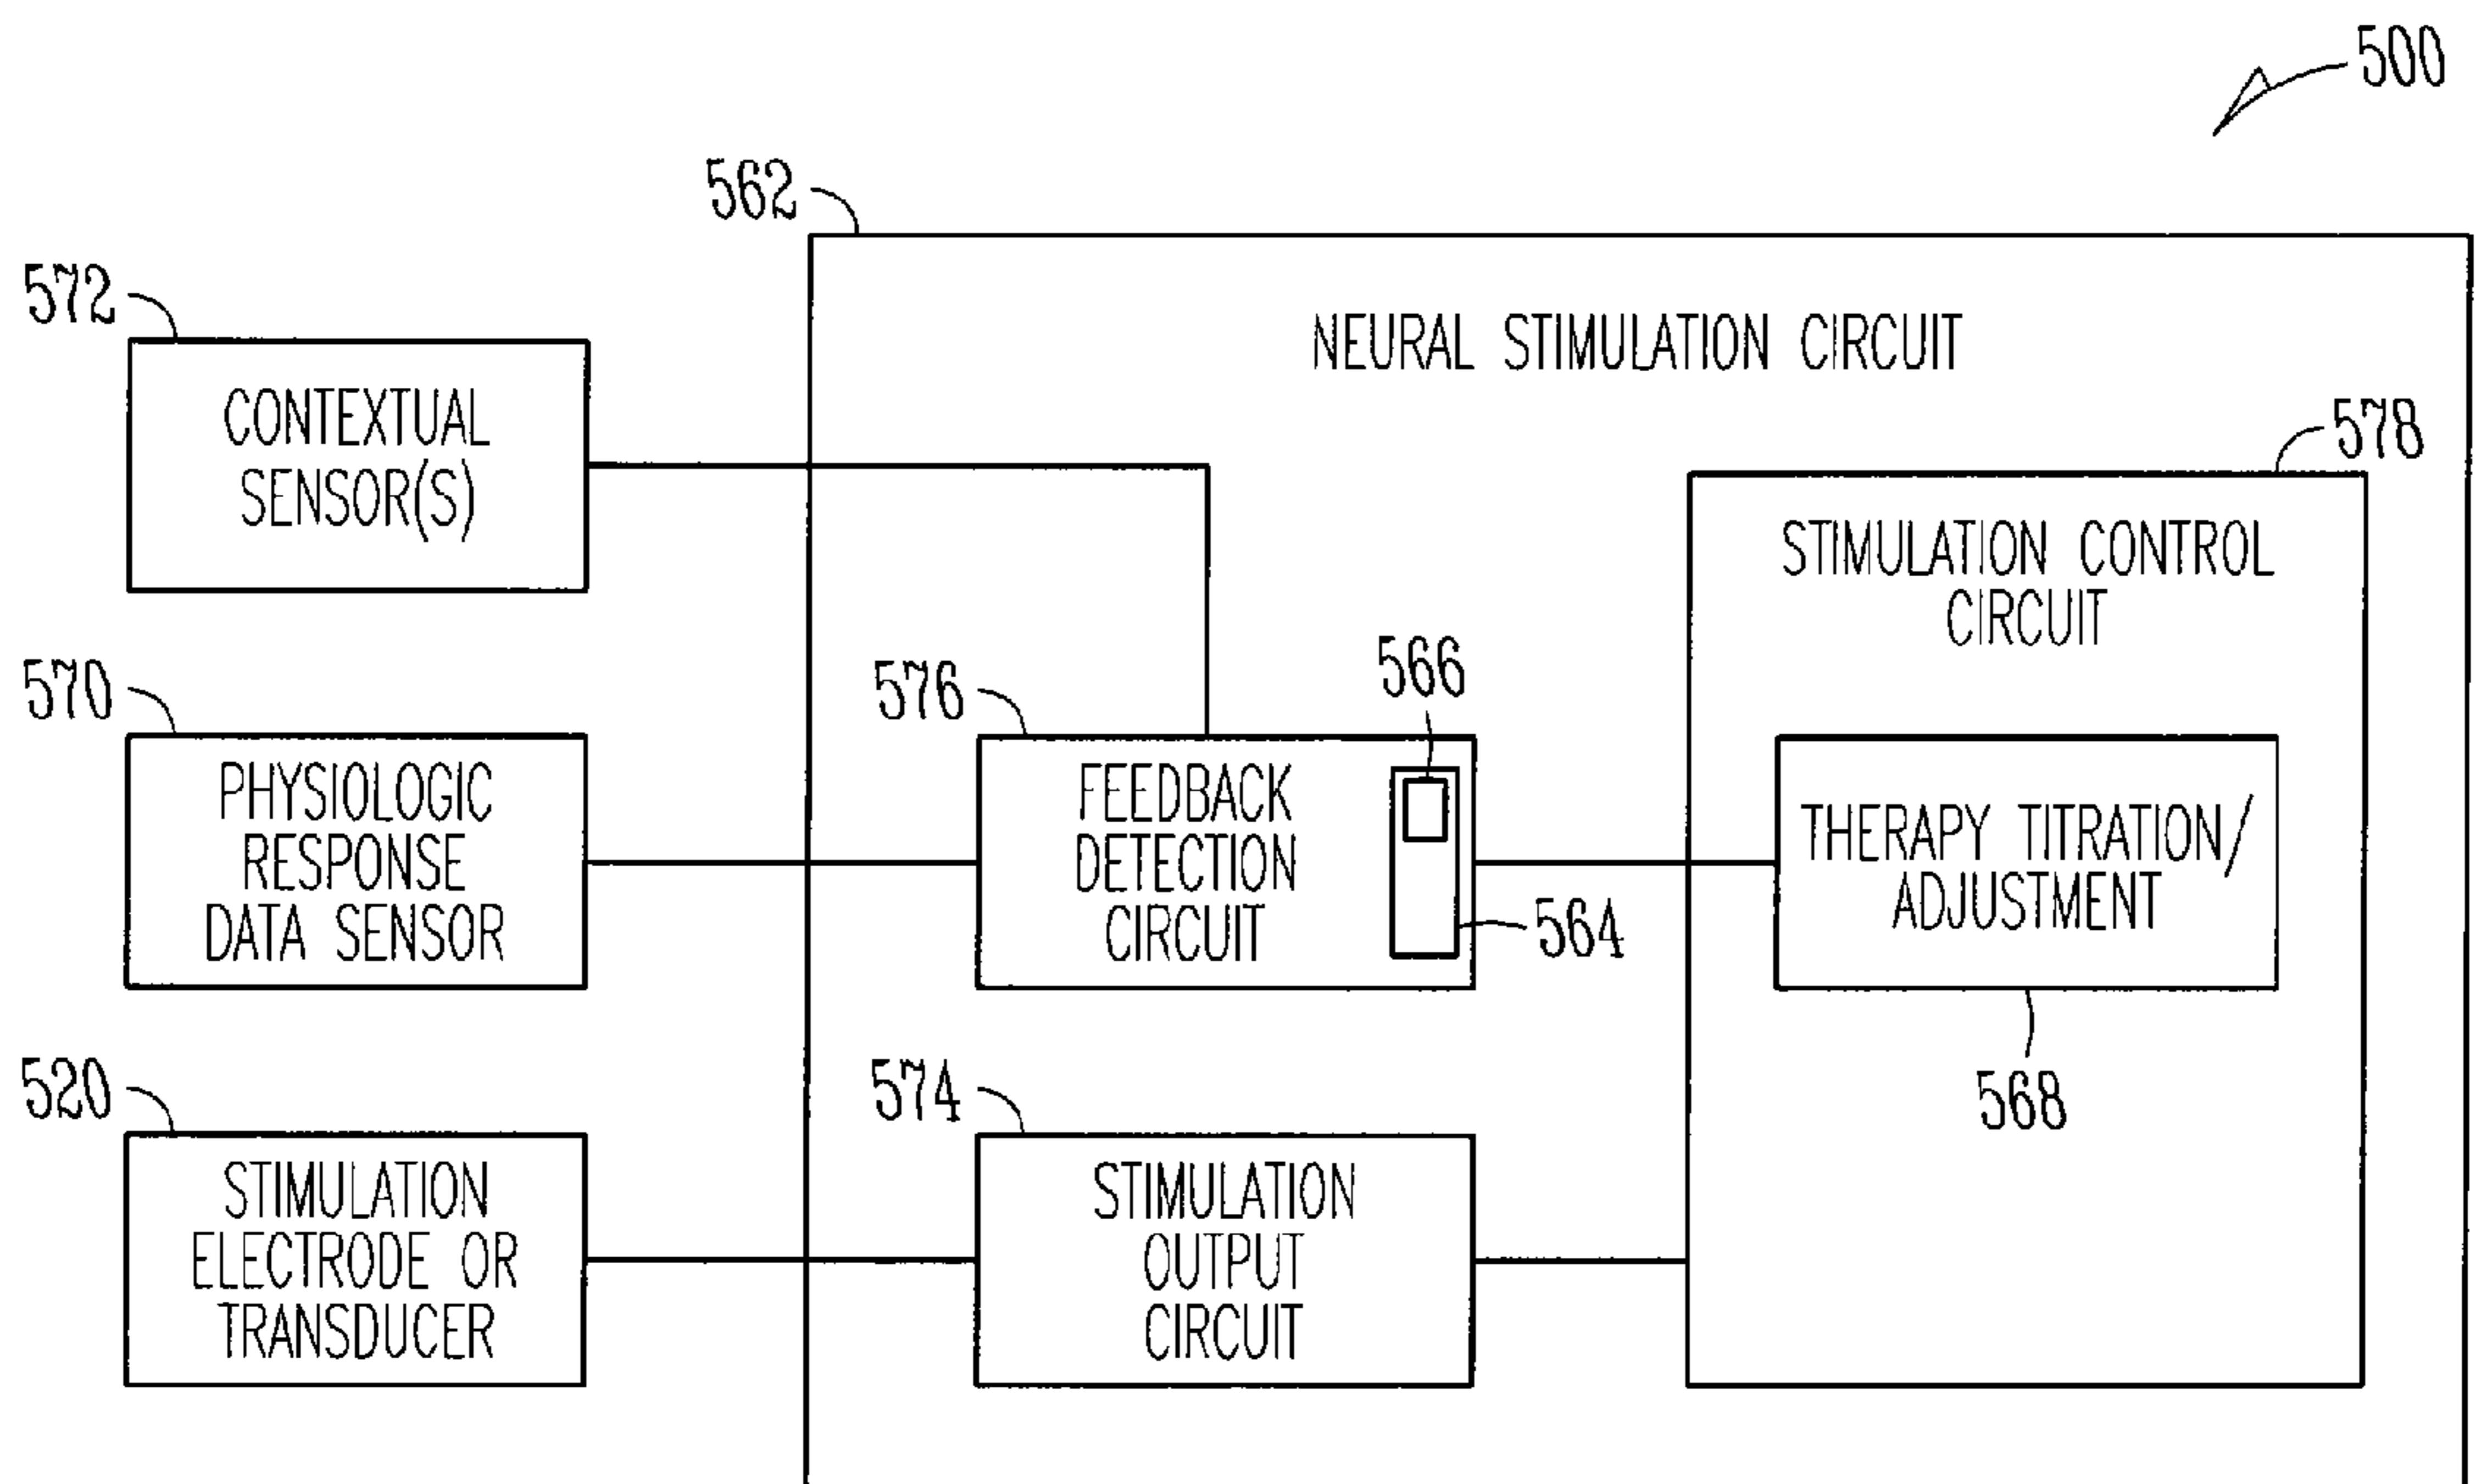 500
562
572
NEURAL STIMULATION CIRCUIT
CONTEXTUAL
SENSOR(S)
578
STIMULATION CONTROL
CIRCUIT
570
576
566
PHYSIOLOGIC
RESPONSE
DATA SENSOR
FEEDBACK
DETECTION
CIRCUIT
564
THERAPY TITRATION/
ADJUSTMENT
568
520
574
STIMULATION
ELECTRODE OR
TRANSDUCER
STIMULATION
OUTPUT
CIRCUIT